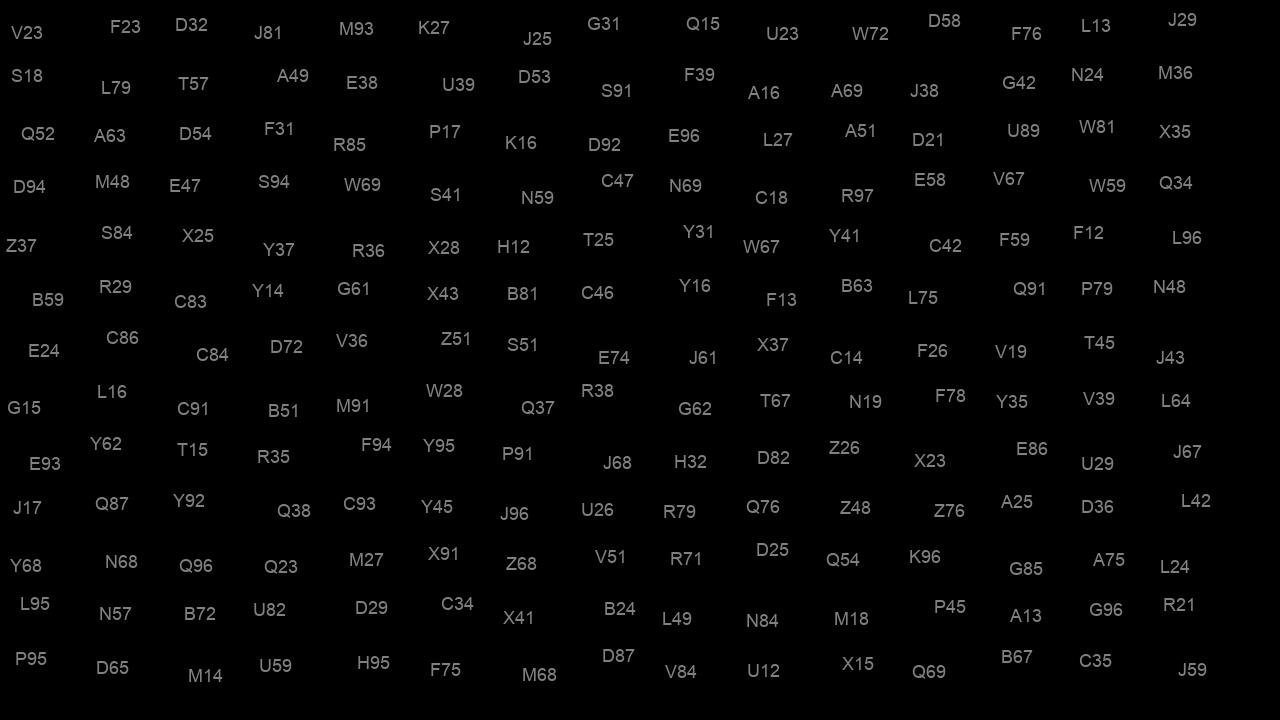 V23 F23 D32 J81 M93 K27 J25 G31 Q15 U23 W72 D58 F76 L13 J29
S18 L79 T57 A49 E38 U39 D53 S91 F39 A16 A69 J38 G42 N24 M36
Q52 A63 D54 F31 R85 P17 K16 D92 E96 L27 A51 D21 U89 W81 X35
D94 M48 E47 S94 W69 S41 N59 C47 N69 C18 R97 E58 V67 W59 Q34
Z37 S84 X25 Y37 R36 X28 H12 T25 Y31 W67 Y41 C42 F59 F12 L96
B59 R29 C83 Y14 G61 X43 B81 C46 Y16 F13 B63 L75 Q91 P79 N48
E24 C86 C84 D72 V36 Z51 S51 E74 J61 X37 C14 F26 V19 T45 J43
G15 L16 C91 B51 M91 W28 Q37 R38 G62 T67 N19 F78 Y35 V39 L64
E93 Y62 T15 R35 F94 Y95 P91 J68 H32 D82 Z26 X23 E86 U29 J67
J17 Q87 Y92 Q38 C93 Y45 J96 U26 R79 Q76 Z48 Z76 A25 D36 L42
Y68 N68 Q96 Q23 M27 X91 Z68 V51 R71 D25 Q54 K96 G85 A75 L24
L95 N57 B72 U82 D29 C34 X41 B24 L49 N84 M18 P45 A13 G96 R21
P95 D65 M14 U59 H95 F75 M68 D87 V84 U12 X15 Q69 B67 C35 J59